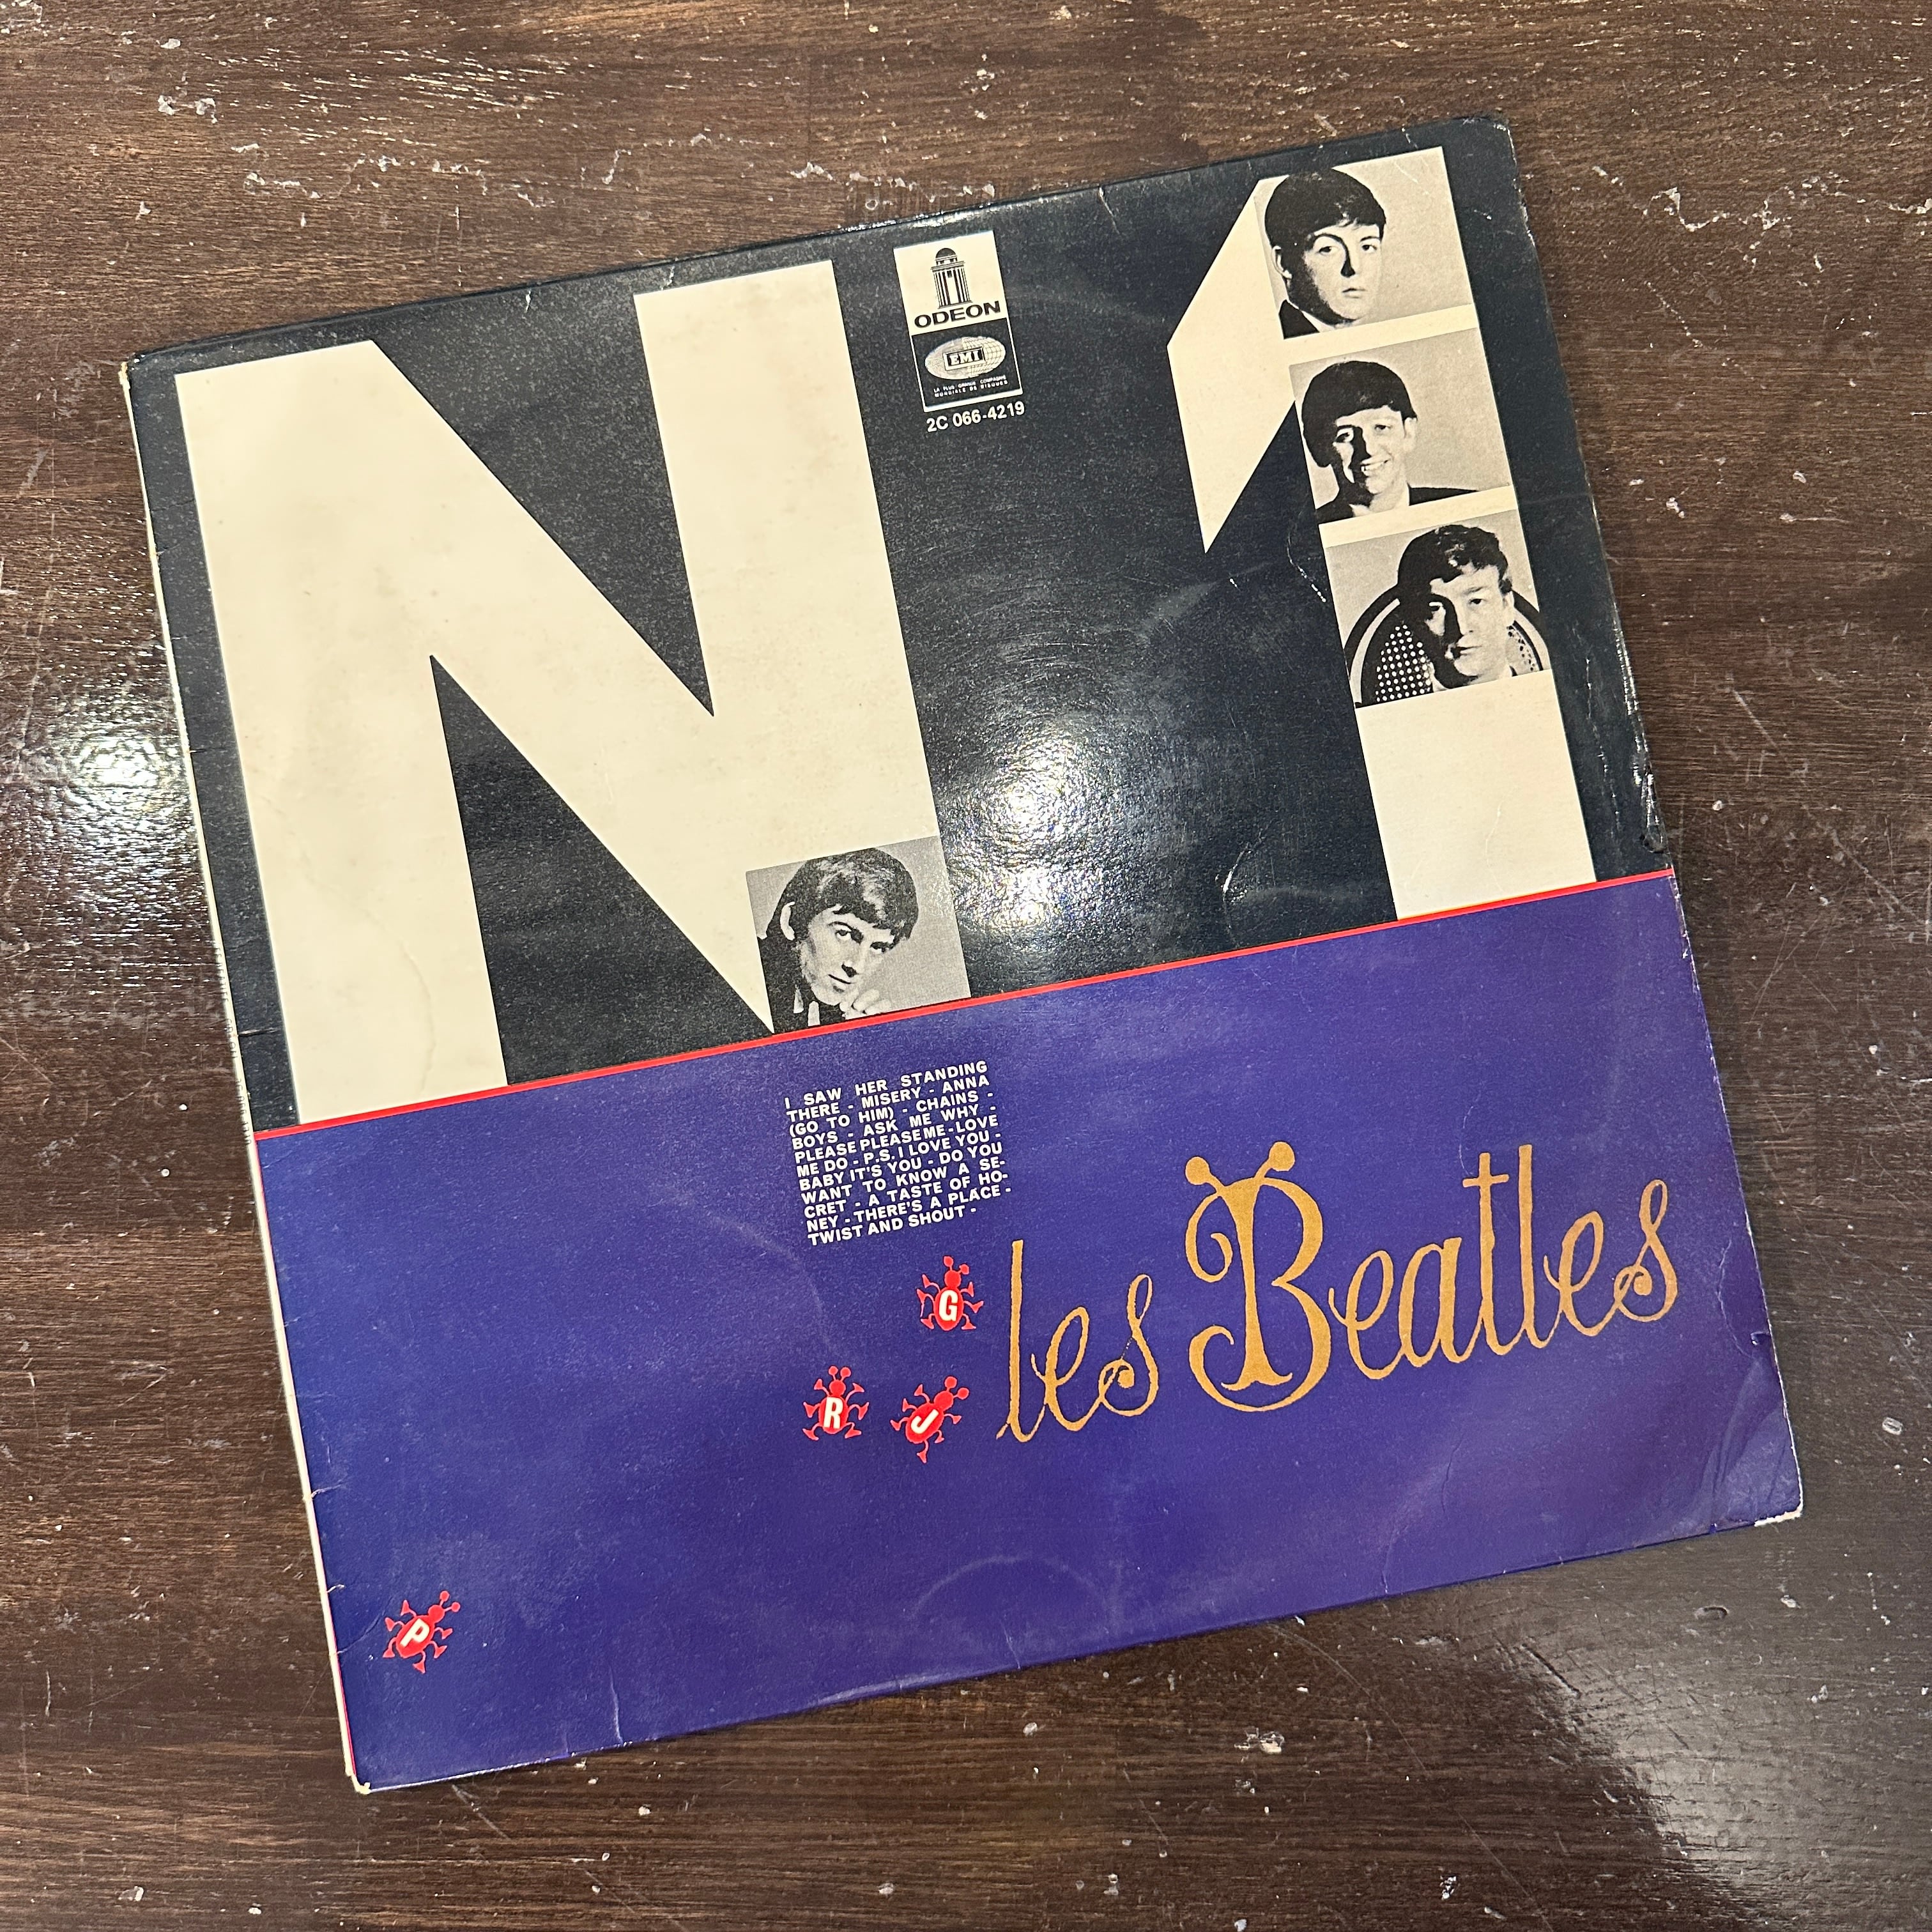 N. 1
ODEON
EMI
LA PLUS GRANDE COMPAGNIE
MONDIALE DE DISQUES
2C 066-4219
I SAW HER STANDING
THERE - MISERY - ANNA
(GO TO HIM) - CHAINS -
BOYS - ASK ME WHY -
PLEASE PLEASE ME - LOVE
ME DO - P.S. I LOVE YOU -
BABY IT'S YOU - DO YOU
WANT TO KNOW A SE-
CRET - A TASTE OF HO-
NEY - THERE'S A PLACE -
TWIST AND SHOUT -
G
les Beatles
R
J
P